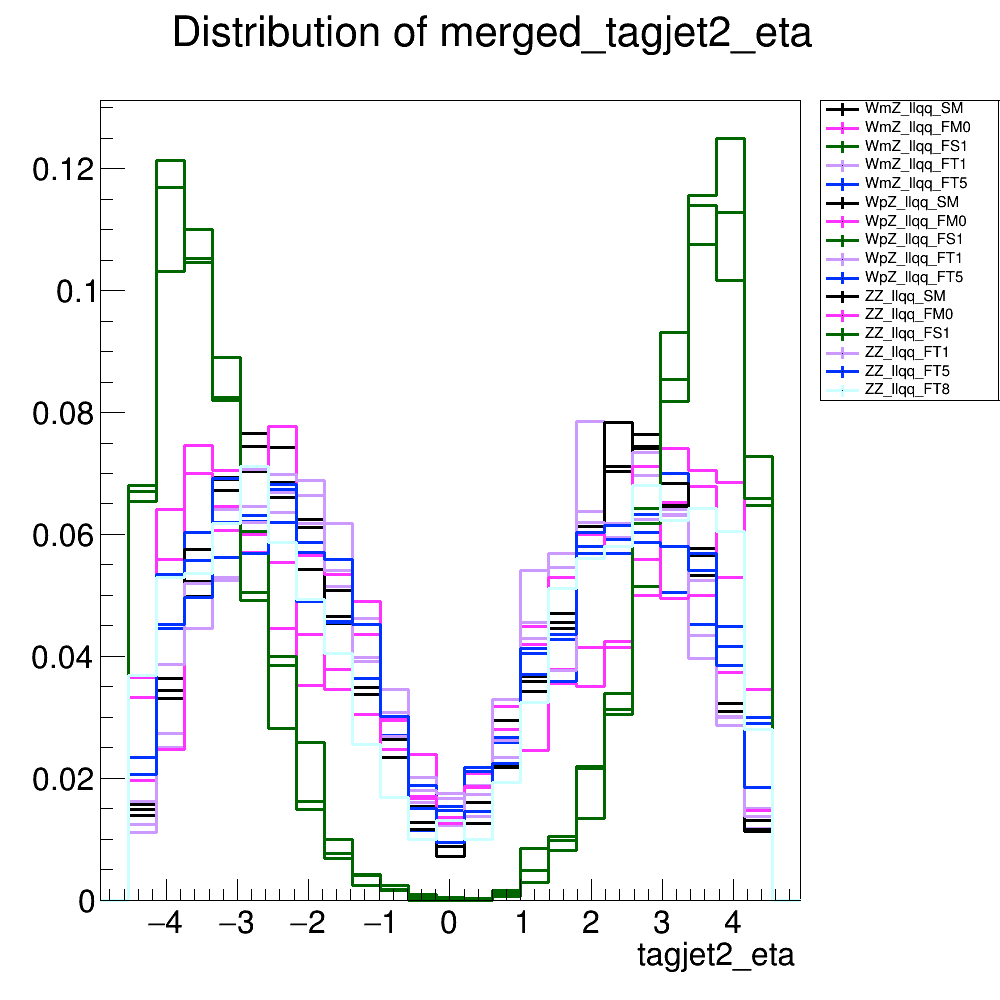 Distribution of merged_tagjet2_eta
WmZ_llqq_SM
WmZ_llqq_FM0
WmZ_llqq_FS1
WmZ_llqq_FT1
WmZ_llqq_FT5
WpZ_llqq_SM
WpZ_llqq_FM0
WpZ_llqq_FS1
WpZ_llqq_FT1
WpZ_llqq_FT5
ZZ_llqq_SM
ZZ_llqq_FM0
ZZ_llqq_FS1
ZZ_llqq_FT1
ZZ_llqq_FT5
ZZ_llqq_FT8
0.12
0.1
0.08
0.06
0.04
0.02
0
−4 −3 −2 −1 0 1 2 3 4
tagjet2_eta